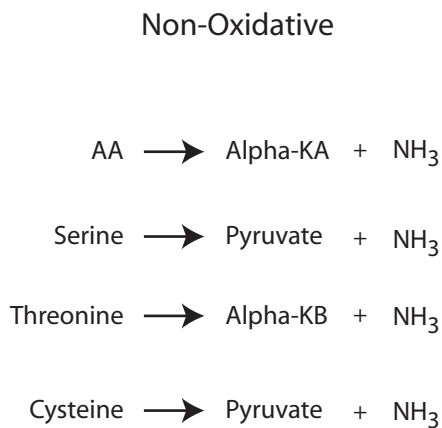 Non-Oxidative
AA Alpha-KA + NH3
Serine Pyruvate + NH3
Threonine Alpha-KB + NH3
Cysteine Pyruvate + NH3